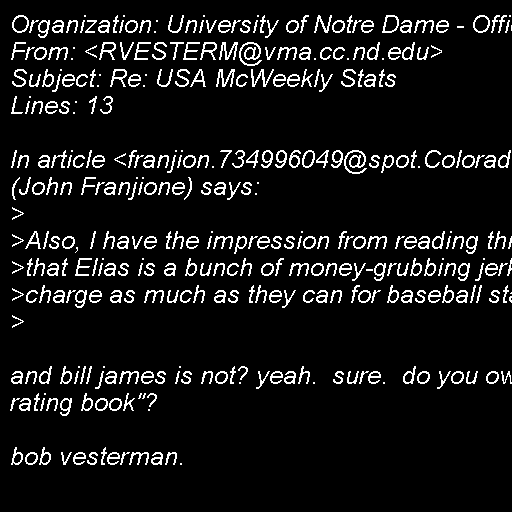 Organization: University of Notre Dame - Offi
From: <RVESTERM@vma.cc.nd.edu>
Subject: Re: USA McWeekly Stats
Lines: 13
In article <franjion.734996049@spot.Colorad
(John Franjione) says:
>
>Also, I have the impression from reading thr
>that Elias is a bunch of money-grubbing jerk
>charge as much as they can for baseball sta
>
and bill james is not? yeah.  sure.  do you ow
rating book"?
bob vesterman.